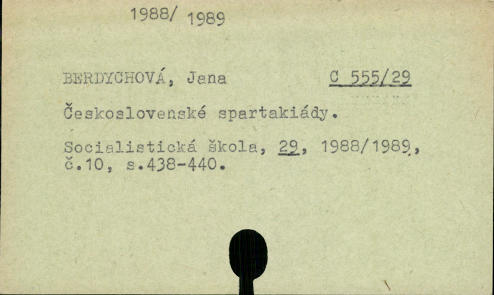 1988/ 1989
BERDYCHOVÁ, Jana C 555/29
Československé spartakiády.
Socialistická škola, 29, 1988/1989,
č.10, s.438-440.